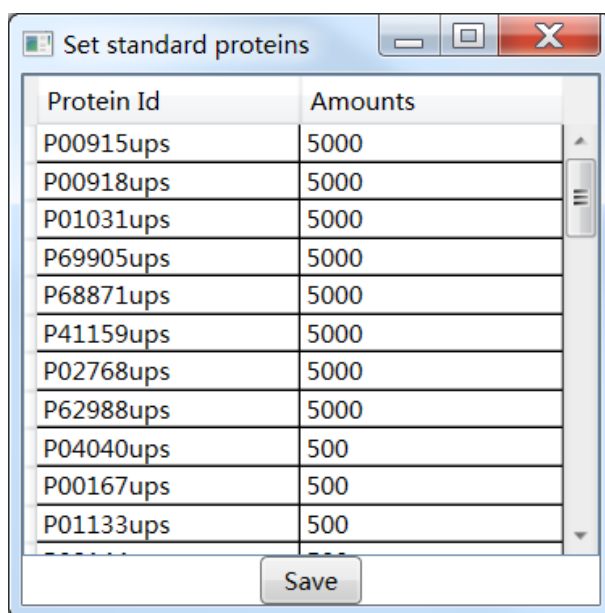 Set standard proteins
Protein Id Amounts
P00915ups 5000
P00918ups 5000
P01031ups 5000
P69905ups 5000
P68871ups 5000
P41159ups 5000
P02768ups 5000
P62988ups 5000
P04040ups 500
P00167ups 500
P01133ups 500
Save